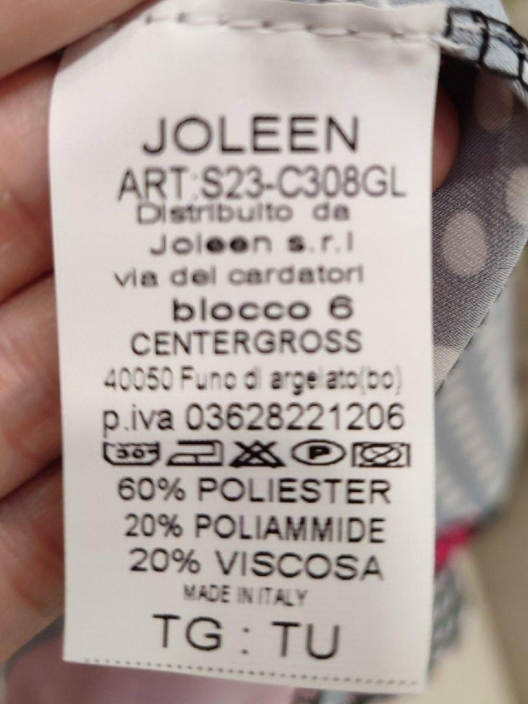 JOLEEN
ART:S23-C308GL
Distribuito da
Joleen s.r.l
via dei cardatori
blocco 6
CENTERGROSS
40050 Funo di argelato(bo)
p.iva 03628221206
30° P
60% POLIESTER
20% POLIAMMIDE
20% VISCOSA
MADE IN ITALY
TG : TU